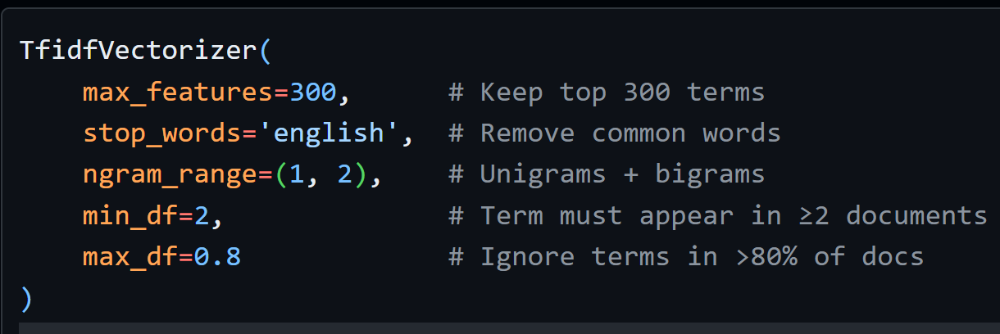 TfidfVectorizer(
    max_features=300,      # Keep top 300 terms
    stop_words='english',  # Remove common words
    ngram_range=(1, 2),    # Unigrams + bigrams
    min_df=2,              # Term must appear in ≥2 documents
    max_df=0.8             # Ignore terms in >80% of docs
)